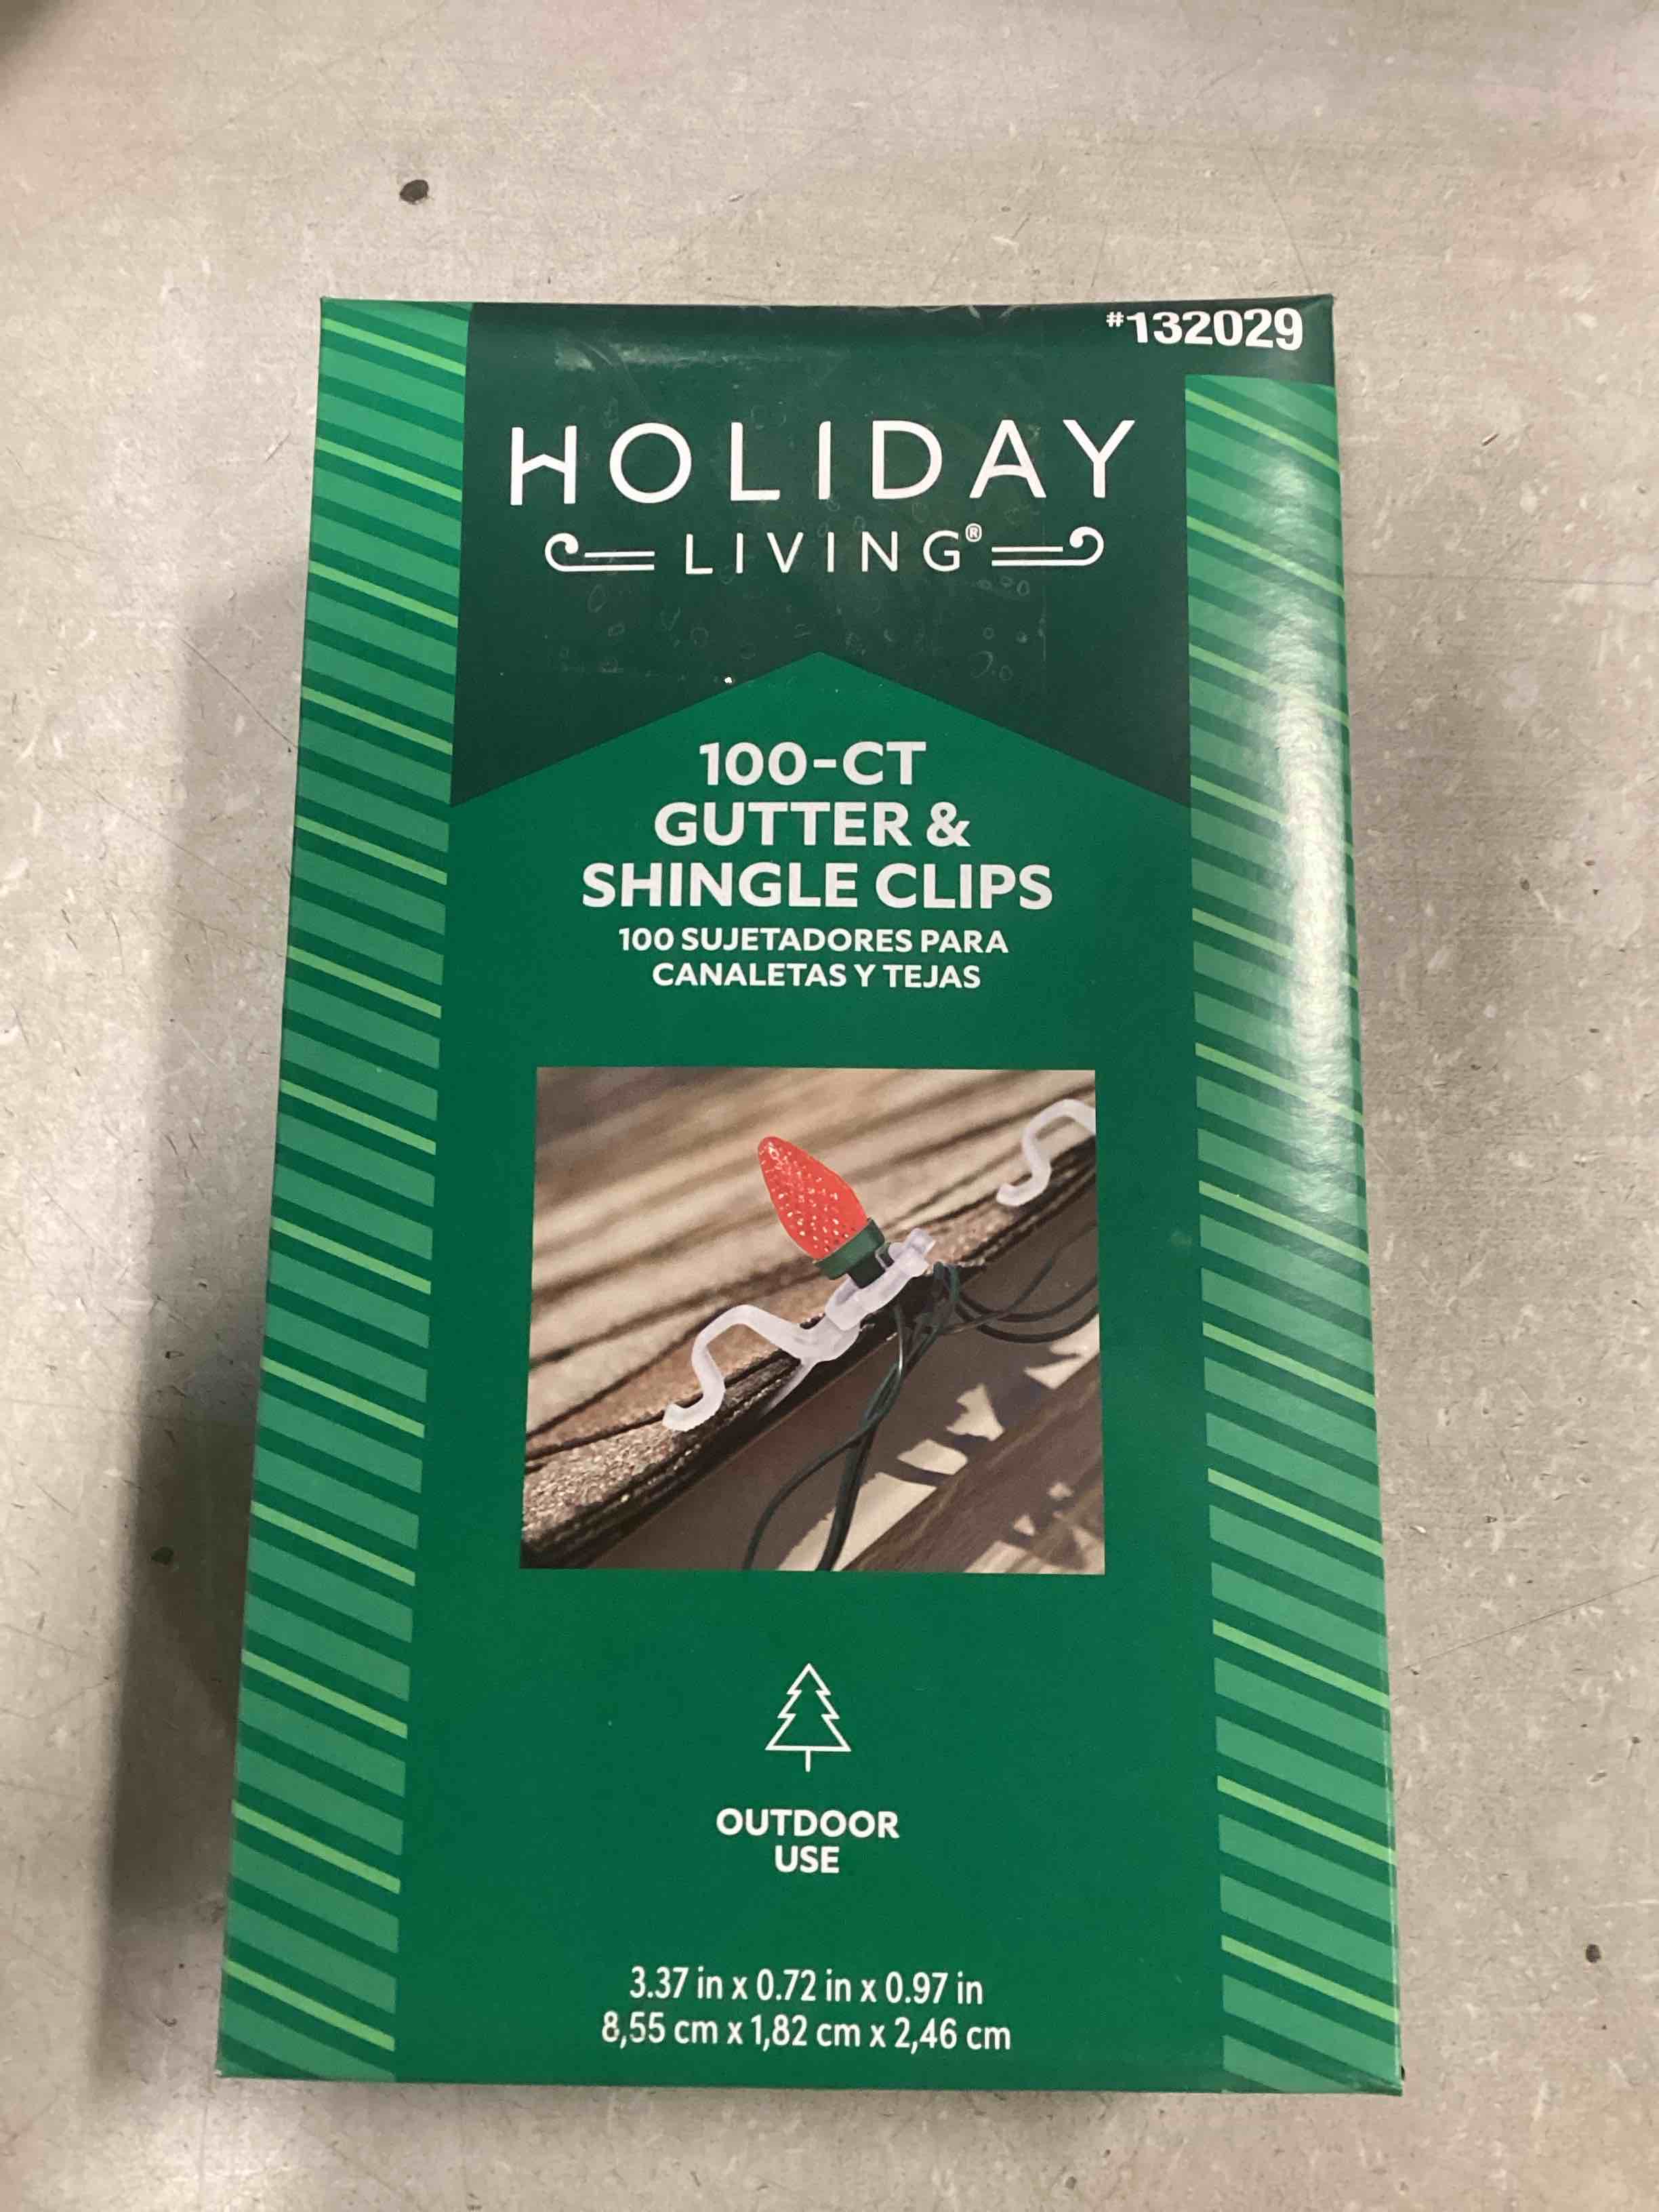 #132029
HOLIDAY
LIVING®
100-CT
GUTTER &
SHINGLE CLIPS
100 SUJETADORES PARA
CANALETAS Y TEJAS
OUTDOOR
USE
3.37 in x 0.72 in x 0.97 in
8,55 cm x 1,82 cm x 2,46 cm